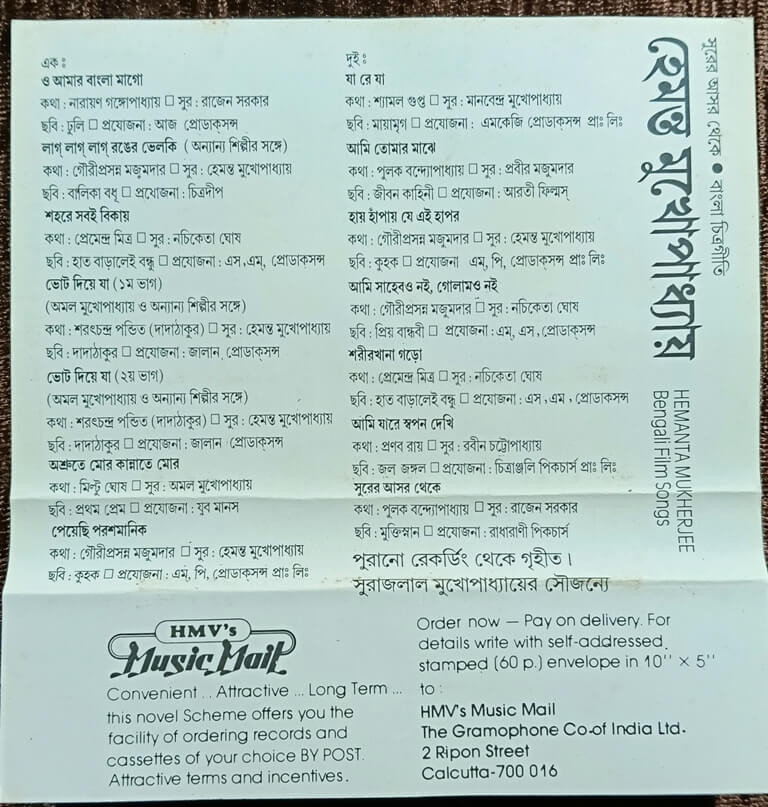 সুরের আসর থেকে ● বাংলা চিত্রগীতি
হেমন্ত মুখোপাধ্যায়
HEMANTA MUKHERJEE
Bengali Film Songs
এক :
ও আমার বাংলা মাগো
কথা : নারায়ণ গঙ্গোপাধ্যায় □ সুর : রাজেন সরকার
ছবি : ঢুলি □ প্রযোজনা : আজ প্রোডাক্‌সন্স
লাগ্ লাগ্ লাগ্ রঙের ভেলকি ( অন্যান্য শিল্পীর সঙ্গে )
কথা : গৌরীপ্রসন্ন মজুমদার □ সুর : হেমন্ত মুখোপাধ্যায়
ছবি : বালিকা বধূ □ প্রযোজনা : চিত্রদীপ
শহরে সবই বিকায়
কথা : প্রেমেন্দ্র মিত্র □ সুর : নচিকেতা ঘোষ
ছবি : হাত বাড়ালেই বন্ধু □ প্রযোজনা : এস,এম, প্রোডাক্‌সন্স
ভোট দিয়ে যা (১ম ভাগ)
(অমল মুখোপাধ্যায় ও অন্যান্য শিল্পীর সঙ্গে)
কথা : শরৎচন্দ্র পন্ডিত (দাদাঠাকুর) □ সুর : হেমন্ত মুখোপাধ্যায়
ছবি : দাদাঠাকুর □ প্রযোজনা : জালান প্রোডাক্‌সন্স
ভোট দিয়ে যা (২য় ভাগ)
(অমল মুখোপাধ্যায় ও অন্যান্য শিল্পীর সঙ্গে)
কথা : শরৎচন্দ্র পন্ডিত (দাদাঠাকুর) □ সুর : হেমন্ত মুখোপাধ্যায়
ছবি : দাদাঠাকুর □ প্রযোজনা : জালান প্রোডাক্‌সন্স
অশ্রুতে মোর কান্নাতে মোর
কথা : মিল্টু ঘোষ □ সুর : অমল মুখোপাধ্যায়
ছবি : প্রথম প্রেম □ প্রযোজনা : যুব মানস
পেয়েছি পরশমানিক
কথা : গৌরীপ্রসন্ন মজুমদার □ সুর : হেমন্ত মুখোপাধ্যায়
ছবি : কুহক □ প্রযোজনা : এম, পি, প্রোডাক্‌সন্স প্রাঃ লিঃ
দুই :
যা রে যা
কথা : শ্যামল গুপ্ত □ সুর : মানবেন্দ্র মুখোপাধ্যায়
ছবি : মায়ামৃগ □ প্রযোজনা : এমকেজি প্রোডাক্‌সন্স প্রাঃ লিঃ
আমি তোমার মাঝে
কথা : পুলক বন্দ্যোপাধ্যায় □ সুর : প্রবীর মজুমদার
ছবি : জীবন কাহিনী □ প্রযোজনা : আরতী ফিল্মস্
হায় হাঁপায় যে এই হাপর
কথা : গৌরীপ্রসন্ন মজুমদার □ সুর : হেমন্ত মুখোপাধ্যায়
ছবি : কুহক □ প্রযোজনা এম, পি, প্রোডাক্‌সন্স প্রাঃ লিঃ
আমি সাহেবও নই, গোলামও নই
কথা : গৌরীপ্রসন্ন মজুমদার □ সুর : নচিকেতা ঘোষ
ছবি : প্রিয় বান্ধবী □ প্রযোজনা : এম, এস, প্রোডাক্‌সন্স
শরীরখানা গড়ো
কথা : প্রেমেন্দ্র মিত্র □ সুর : নচিকেতা ঘোষ
ছবি : হাত বাড়ালেই বন্ধু □ প্রযোজনা : এস, এম, প্রোডাক্‌সন্স
আমি যারে স্বপন দেখি
কথা : প্রণব রায় □ সুর : রবীন চট্টোপাধ্যায়
ছবি : জল জঙ্গল □ প্রযোজনা : চিত্রাঞ্জলি পিকচার্স প্রাঃ লিঃ
সুরের আসর থেকে
কথা : পুলক বন্দ্যোপাধ্যায় □ সুর : রাজেন সরকার
ছবি : মুক্তিস্নান □ প্রযোজনা : রাধারাণী পিকচার্স
পুরানো রেকর্ডিং থেকে গৃহীত।
সুরাজলাল মুখোপাধ্যায়ের সৌজন্যে
HMV's
Music Mail
Convenient . . Attractive ... Long Term ...
this novel Scheme offers you the
facility of ordering records and
cassettes of your choice BY POST.
Attractive terms and incentives.
Order now — Pay on delivery. For
details write with self-addressed
stamped (60 p.) envelope in 10'' × 5''
to :
HMV's Music Mail
The Gramophone Co.of India Ltd.
2 Ripon Street
Calcutta-700 016